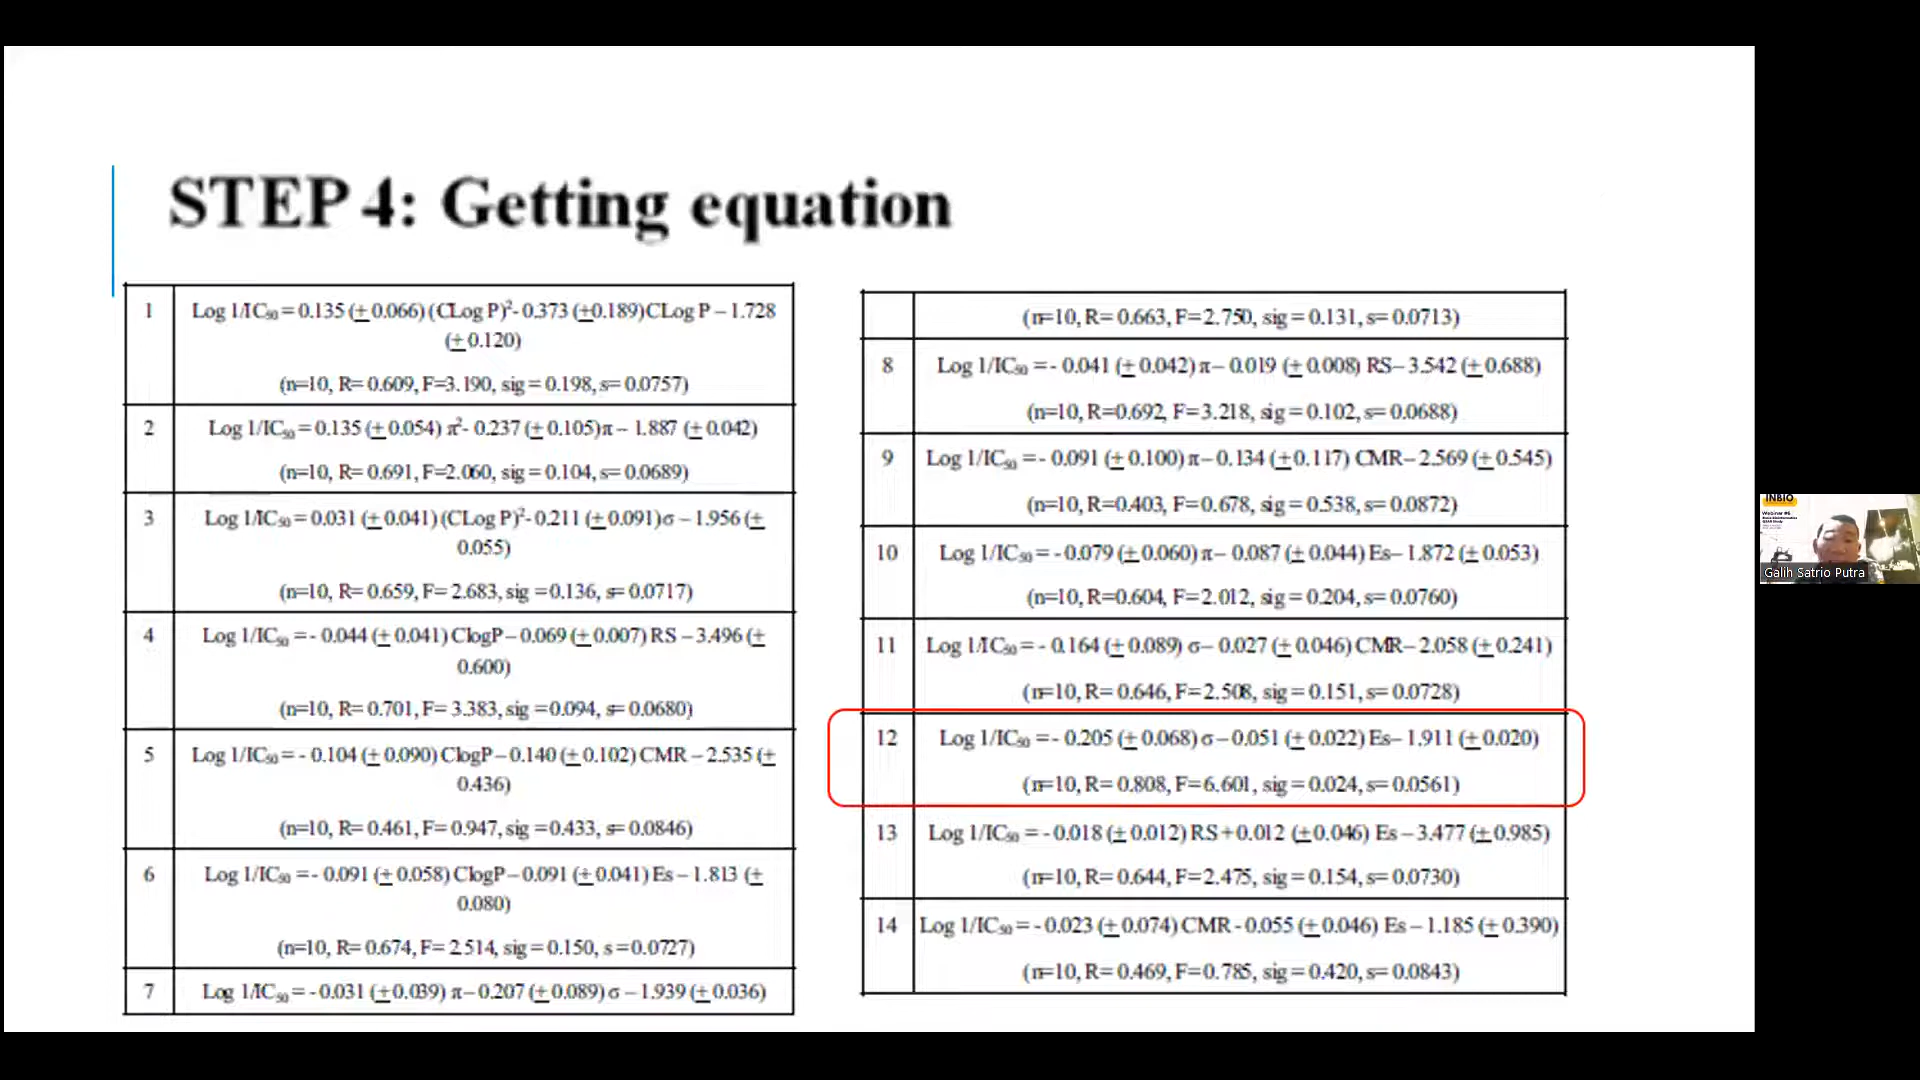 STEP 4: Getting equation
1
Log 1/IC50 = 0.135 (± 0.066) (CLog P)²- 0.373 (±0.189)CLog P – 1.728
(± 0.120)
(n=10, R= 0.609, F=3.190, sig = 0.198, s= 0.0757)
2
Log 1/IC50 = 0.135 (± 0.054) π²- 0.237 (± 0.105)π – 1.887 (± 0.042)
(n=10, R= 0.691, F=2.060, sig = 0.104, s= 0.0689)
3
Log 1/IC50 = 0.031 (± 0.041) (CLog P)²- 0.211 (± 0.091)σ – 1.956 (±
0.055)
(n=10, R= 0.659, F= 2.683, sig =0.136, s= 0.0717)
4
Log 1/IC50 = - 0.044 (± 0.041) ClogP – 0.069 (± 0.007) RS – 3.496 (±
0.600)
(n=10, R= 0.701, F= 3.383, sig =0.094, s= 0.0680)
5
Log 1/IC50 = - 0.104 (± 0.090) ClogP – 0.140 (± 0.102) CMR – 2.535 (±
0.436)
(n=10, R= 0.461, F= 0.947, sig =0.433, s= 0.0846)
6
Log 1/IC50 = - 0.091 (± 0.058) ClogP – 0.091 (± 0.041) Es – 1.813 (±
0.080)
(n=10, R= 0.674, F= 2.514, sig = 0.150, s = 0.0727)
7
Log 1/IC50 = - 0.031 (± 0.039) π – 0.207 (± 0.089) σ – 1.939 (± 0.036)
(n=10, R= 0.663, F= 2.750, sig = 0.131, s= 0.0713)
8
Log 1/IC50 = - 0.041 (± 0.042) π – 0.019 (± 0.008) RS – 3.542 (± 0.688)
(n=10, R=0.692, F= 3.218, sig = 0.102, s= 0.0688)
9
Log 1/IC50 = - 0.091 (± 0.100) π – 0.134 (± 0.117) CMR – 2.569 (± 0.545)
(n=10, R=0.403, F= 0.678, sig = 0.538, s= 0.0872)
10
Log 1/IC50 = - 0.079 (± 0.060) π – 0.087 (± 0.044) Es – 1.872 (± 0.053)
(n=10, R=0.604, F= 2.012, sig = 0.204, s= 0.0760)
11
Log 1/IC50 = - 0.164 (± 0.089) σ – 0.027 (± 0.046) CMR – 2.058 (± 0.241)
(n=10, R= 0.646, F= 2.508, sig = 0.151, s= 0.0728)
12
Log 1/IC50 = - 0.205 (± 0.068) σ – 0.051 (± 0.022) Es – 1.911 (± 0.020)
(n=10, R= 0.808, F=6.601, sig = 0.024, s= 0.0561)
13
Log 1/IC50 = - 0.018 (± 0.012) RS + 0.012 (± 0.046) Es – 3.477 (± 0.985)
(n=10, R= 0.644, F=2.475, sig = 0.154, s= 0.0730)
14
Log 1/IC50 = - 0.023 (± 0.074) CMR - 0.055 (± 0.046) Es – 1.185 (± 0.390)
(n=10, R= 0.469, F=0.785, sig = 0.420, s= 0.0843)
INBIO
Webinar #6
QSAR Study
Galih Satrio Putra